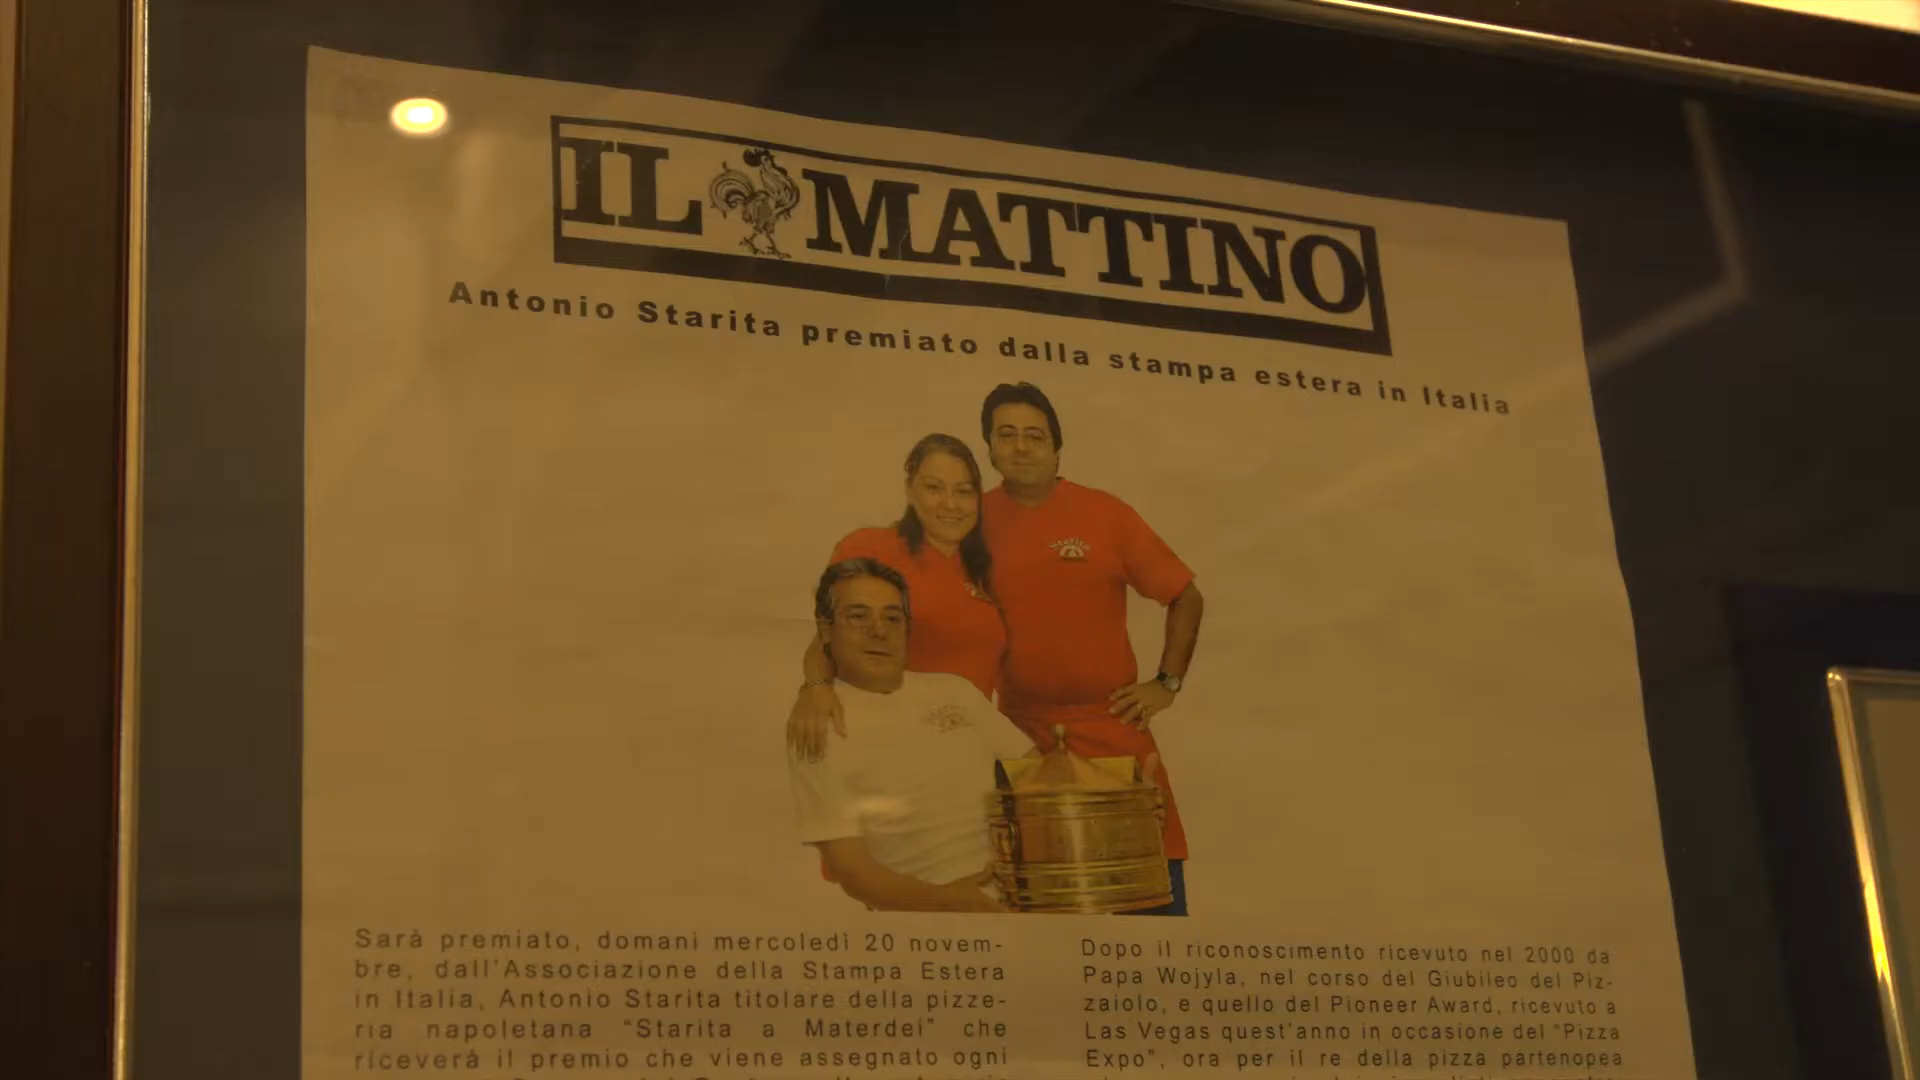 IL MATTINO
Antonio Starita premiato dalla stampa estera in Italia
Starita
Sarà premiato, domani mercoledì 20 novem-
bre, dall'Associazione della Stampa Estera
in Italia, Antonio Starita titolare della pizze-
ria napoletana "Starita a Materdei" che
riceverà il premio che viene assegnato ogni
Dopo il riconoscimento ricevuto nel 2000 da
Papa Wojyla, nel corso del Giubileo del Piz-
zaiolo, e quello del Pioneer Award, ricevuto a
Las Vegas quest'anno in occasione del "Pizza
Expo", ora per il re della pizza partenopea